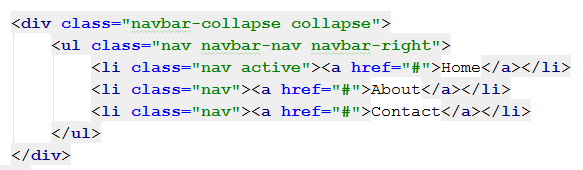 <div class="navbar-collapse collapse">
<ul class="nav navbar-nav navbar-right">
<li class="nav active"><a href="#">Home</a></li>
<li class="nav"><a href="#">About</a></li>
<li class="nav"><a href="#">Contact</a></li>
</ul>
</div>